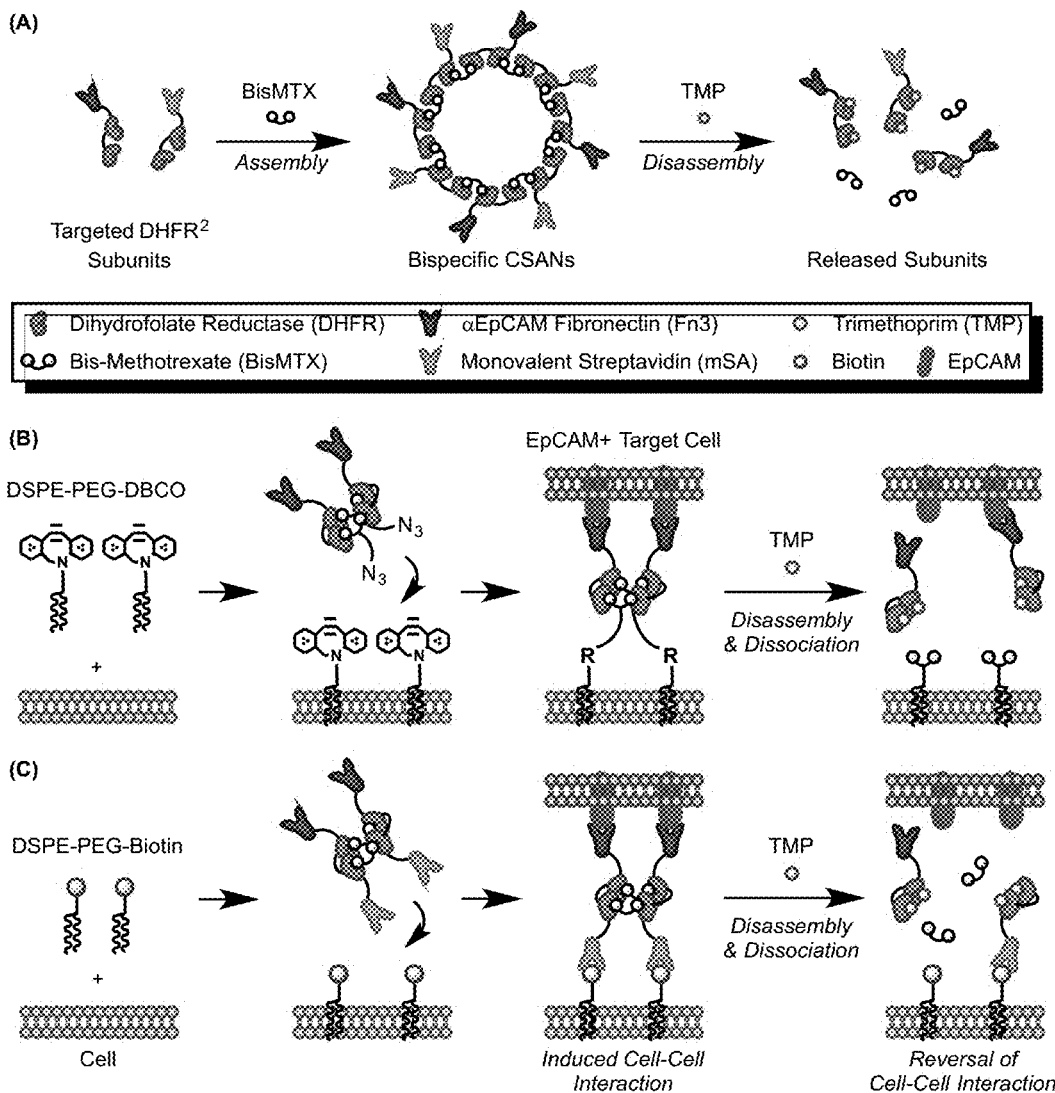 (A)
BisMTX
Assembly
TMP
Disassembly
Targeted DHFR²
Subunits
Bispecific CSANs
Released Subunits
Dihydrofolate Reductase (DHFR)
αEpCAM Fibronectin (Fn3)
Trimethoprim (TMP)
Bis-Methotrexate (BisMTX)
Monovalent Streptavidin (mSA)
Biotin
EpCAM
(B)
DSPE-PEG-DBCO
N
N
+
N₃
N₃
N
N
EpCAM+ Target Cell
R
R
TMP
Disassembly
& Dissociation
(C)
DSPE-PEG-Biotin
+
Cell
Induced Cell-Cell
Interaction
TMP
Disassembly
& Dissociation
Reversal of
Cell-Cell Interaction